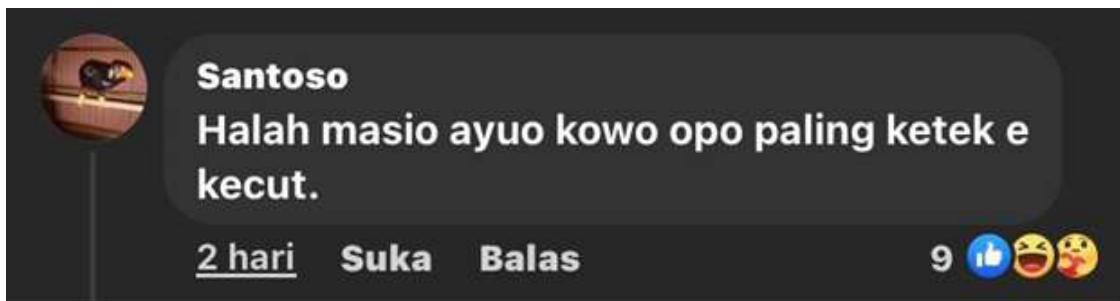 Santoso
Halah masio ayuo kowo opo paling ketek e
kecut.
2 hari Suka Balas 9